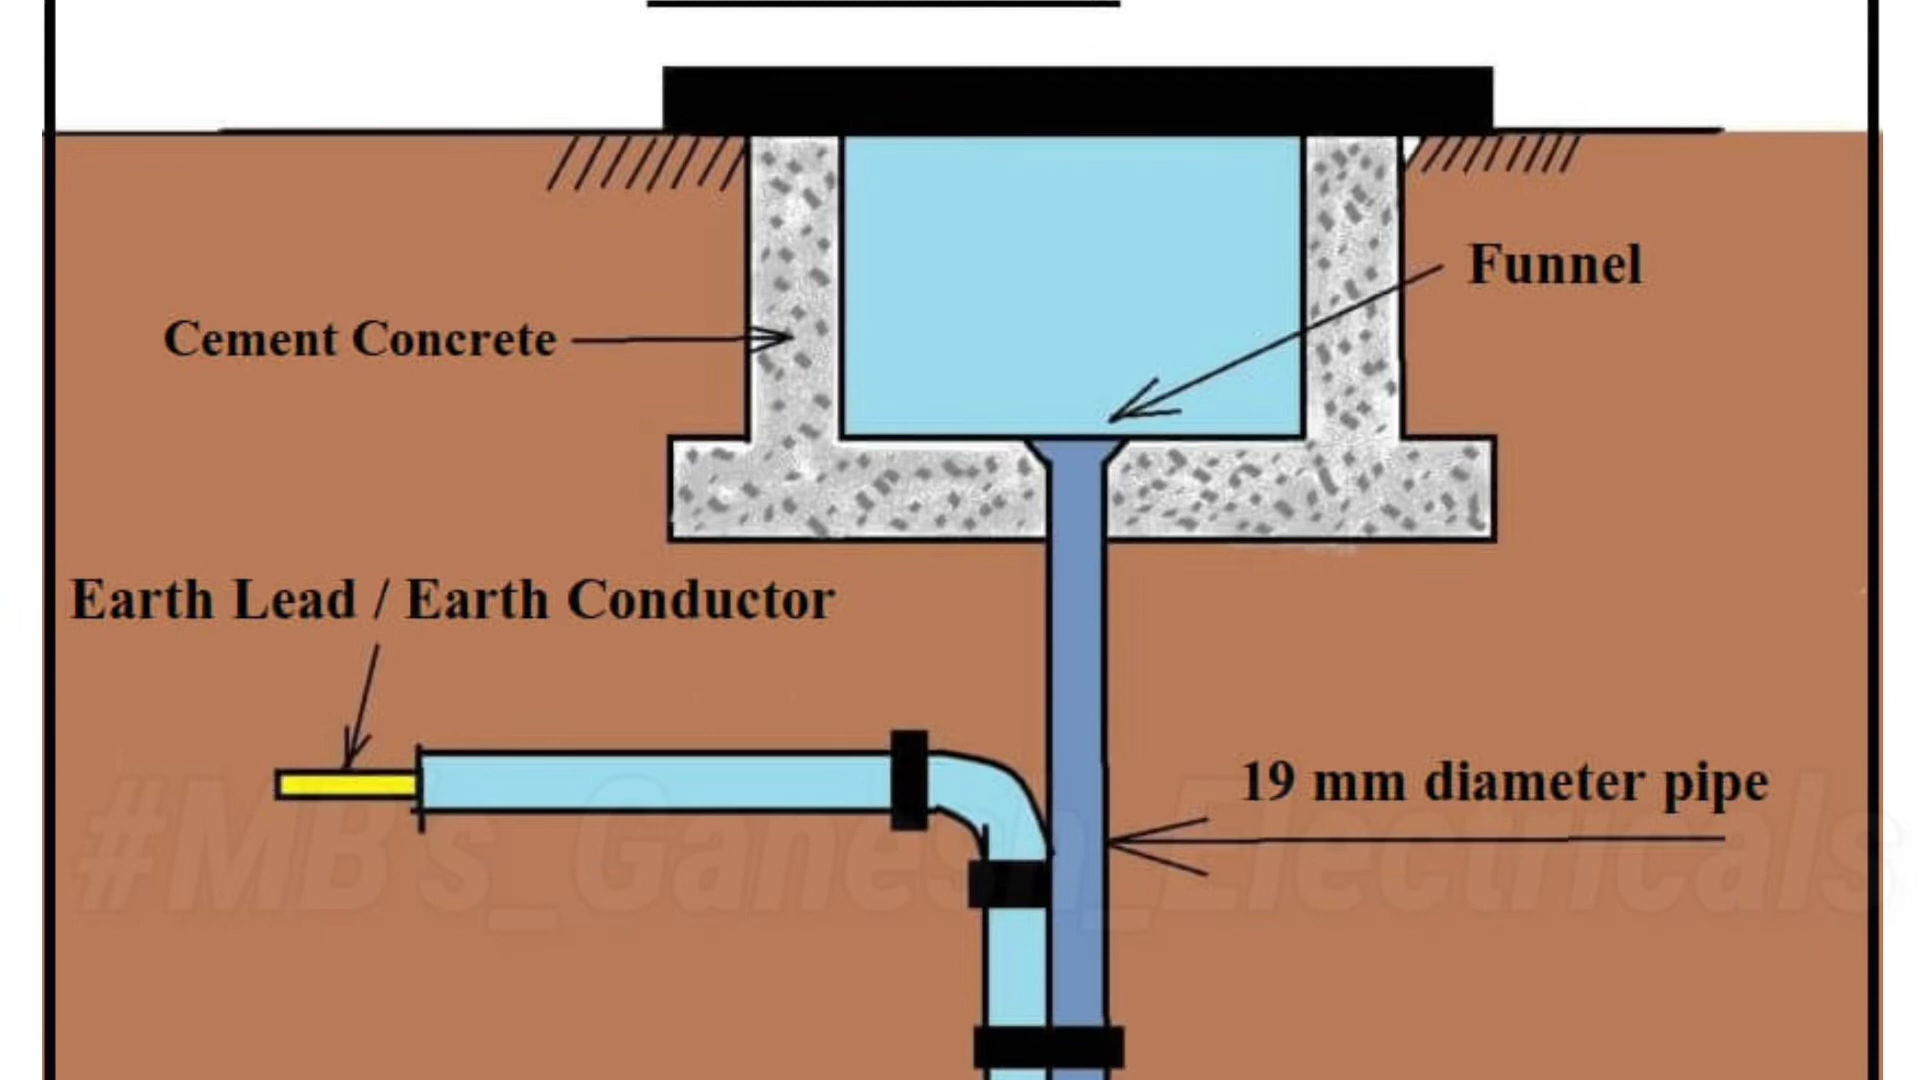 Funnel
Cement Concrete
Earth Lead / Earth Conductor
19 mm diameter pipe
#MB's_Ganesh_Electricals